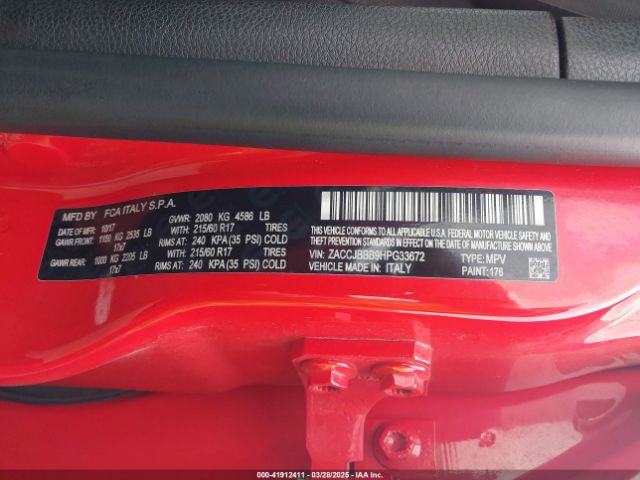 MFD BY FCA ITALY S.P.A.
DATE OF MFR: 10/17 GVWR: 2080 KG 4586 LB
GAWR FRONT: 1150 KG 2535 LB WITH: 215/60 R17 TIRES
17x7 RIMS AT: 240 KPA(35 PSI) COLD
GAWR REAR: 1000 KG 2205 LB WITH: 215/60 R17 TIRES
17x7 RIMS AT: 240 KPA(35 PSI) COLD
THIS VEHICLE CONFORMS TO ALL APPLICABLE U.S.A. FEDERAL MOTOR VEHICLE SAFETY
AND THEFT PREVENTION STANDARDS IN EFFECT ON THE DATE OF MANUFACTURE SHOWN ABOVE
VIN: ZACCJBBB9HPG33672 TYPE: MPV
VEHICLE MADE IN: ITALY PAINT: 176
000-41912411 - 03/28/2025 - IAAI.COM